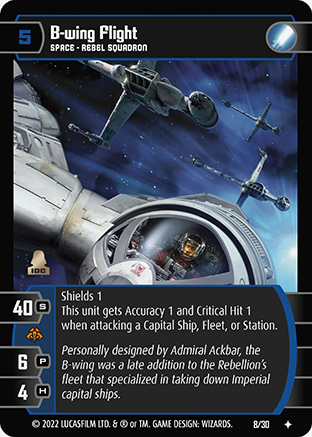 5 B-wing Flight
SPACE - REBEL SQUADRON
IDC
40 S
Shields 1
This unit gets Accuracy 1 and Critical Hit 1
when attacking a Capital Ship, Fleet, or Station.
6 P
4 H
Personally designed by Admiral Ackbar, the
B-wing was a late addition to the Rebellion's
fleet that specialized in taking down Imperial
capital ships.
© 2022 LUCASFILM LTD. & ® OR TM. GAME DESIGN: WIZARDS. 8/30